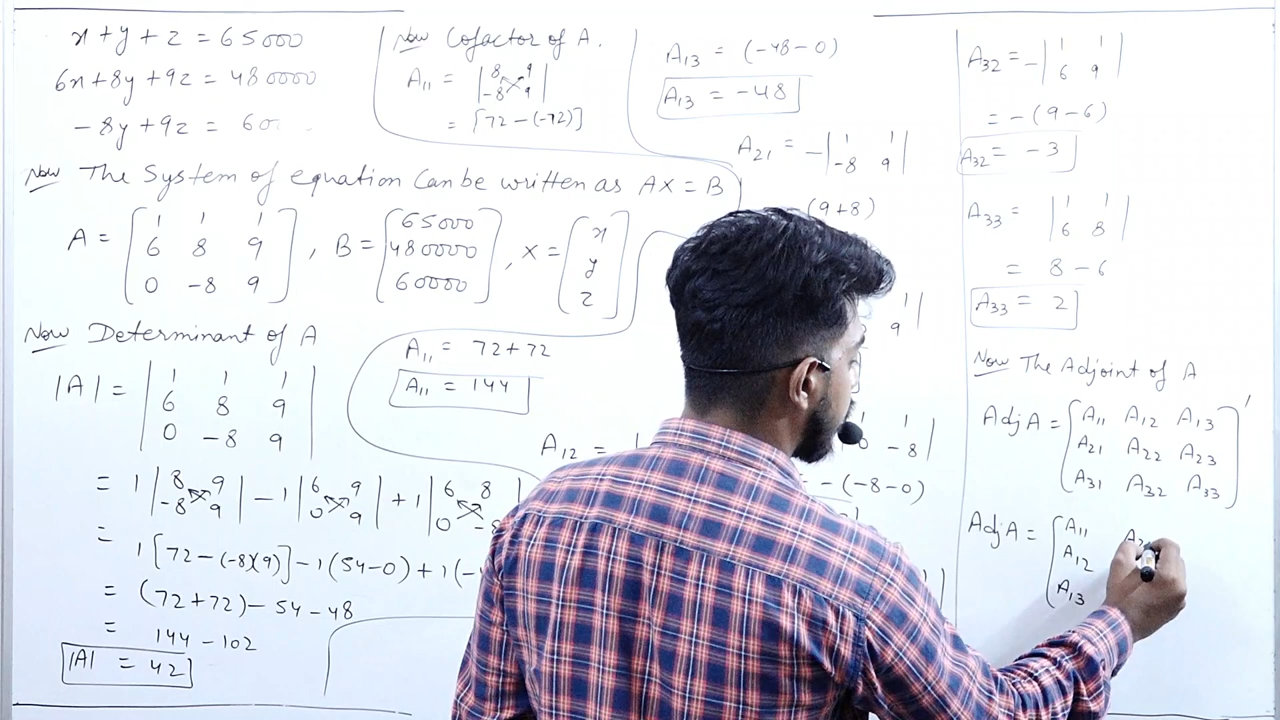 x + y + z = 65000
6x + 8y + 9z = 480000
- 8y + 9z = 60
Now The System of equation Can be written as AX = B
A = [ 1 1 1
6 8 9
0 -8 9 ] , B = [ 65000
480000
60000 ] , X = [ x
y
z ]
Now Determinant of A
|A| = | 1 1 1
6 8 9
0 -8 9 |
= 1 | 8 9
-8 9 | - 1 | 6 9
0 9 | + 1 | 6 8
0 -8
= 1 [72 - (-8)(9)] - 1 (54 - 0) + 1 (-
= (72 + 72) - 54 - 48
= 144 - 102
|A| = 42
Now Cofactor of A.
A11 = | 8 9
-8 9 |
= [72 - (-72)]
A11 = 72 + 72
A11 = 144
A12 =
A13 = (-48 - 0)
A13 = -48
A21 = - | 1 1
-8 9 |
(9 + 8)
1 |
9
1 |
-8 |
= - (-8 - 0)
A32 = - | 1 1
6 9 |
= - (9 - 6)
A32 = - 3
A33 = | 1 1
6 8 |
= 8 - 6
A33 = 2
Now The Adjoint of A
Adj A = [ A11 A12 A13
A21 A22 A23
A31 A32 A33 ]'
Adj A = [ A11
A12
A13